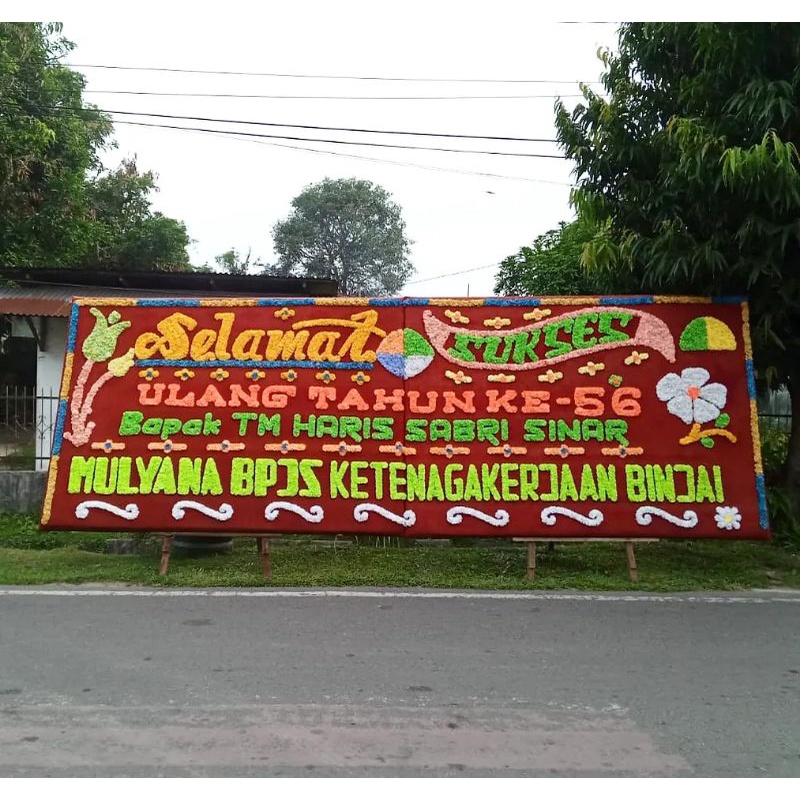 Selamat SUKSES
ULANG TAHUN KE-56
Bapak TM HARIS SABRI SINAR
MULYANA BPJS KETENAGAKERJAAN BINJAI